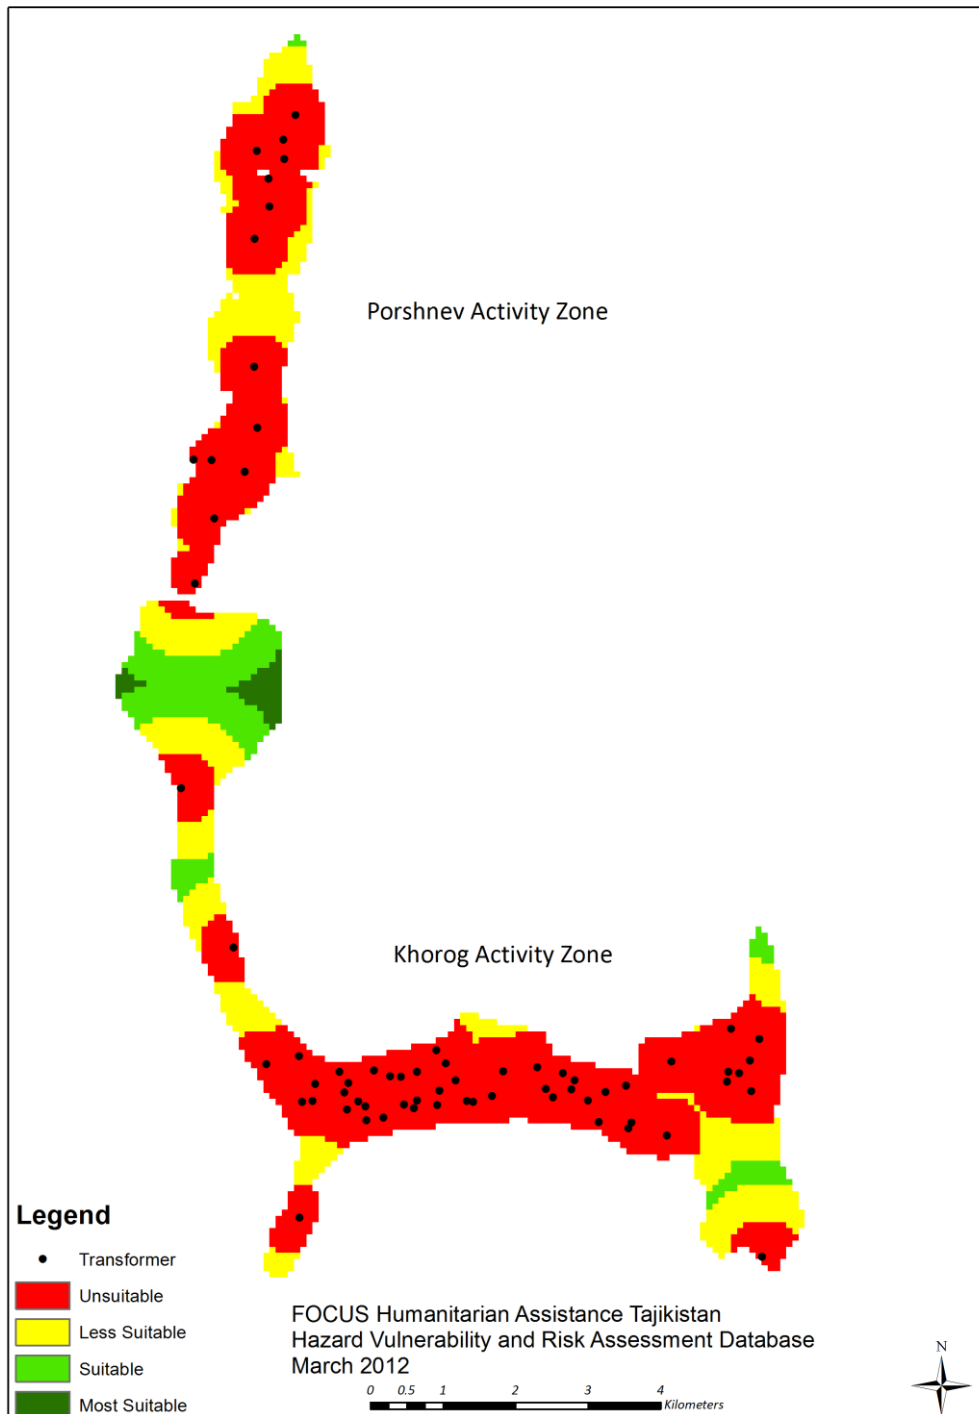 Porshnev Activity Zone
Khorog Activity Zone
Legend
Transformer
Unsuitable
Less Suitable
Suitable
Most Suitable
FOCUS Humanitarian Assistance Tajikistan
Hazard Vulnerability and Risk Assessment Database
March 2012
0 0.5 1 2 3 4
Kilometers
N